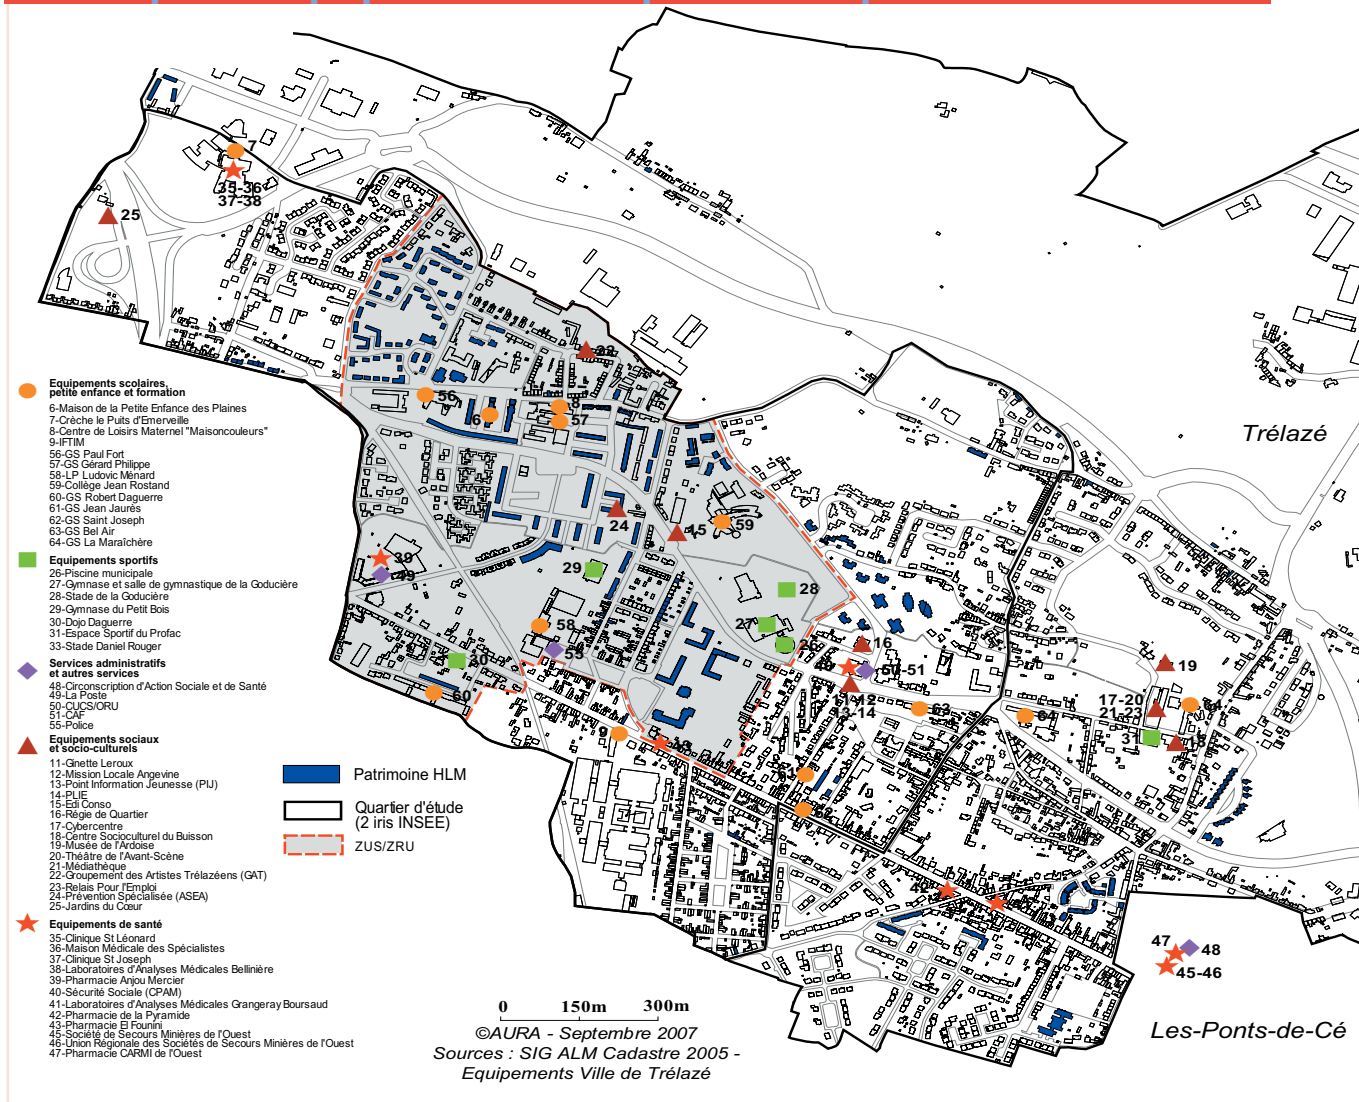 Equipements scolaires,
petite enfance et formation
6-Maison de la Petite Enfance des Plaines
7-Crèche le Puits d'Emerveille
8-Centre de Loisirs Maternel "Maisoncouleurs"
9-IFTIM
56-GS Paul Fort
57-GS Gérard Philippe
58-LP Ludovic Ménard
59-Collège Jean Rostand
60-GS Robert Daguerre
61-GS Jean Jaurès
62-GS Saint Joseph
63-GS Bel Air
64-GS La Maraîchère
Equipements sportifs
26-Piscine municipale
27-Gymnase et salle de gymnastique de la Goducière
28-Stade de la Goducière
29-Gymnase du Petit Bois
30-Dojo Daguerre
31-Espace Sportif du Profac
33-Stade Daniel Rouger
Services administratifs
et autres services
48-Circonscription d'Action Sociale et de Santé
49-La Poste
50-CUCS/ORU
51-CAF
55-Police
Equipements sociaux
et socio-culturels
11-Ginette Leroux
12-Mission Locale Angevine
13-Point Information Jeunesse (PIJ)
14-PLIE
15-Edi Conso
16-Régie de Quartier
17-Cybercentre
18-Centre Socioculturel du Buisson
19-Musée de l'Ardoise
20-Théâtre de l'Avant-Scène
21-Médiathèque
22-Groupement des Artistes Trélazéens (GAT)
23-Relais Pour l'Emploi
24-Prévention Spécialisée (ASEA)
25-Jardins du Cœur
Equipements de santé
35-Clinique St Léonard
36-Maison Médicale des Spécialistes
37-Clinique St Joseph
38-Laboratoires d'Analyses Médicales Bellinière
39-Pharmacie Anjou Mercier
40-Sécurité Sociale (CPAM)
41-Laboratoires d'Analyses Médicales Grangeray Boursaud
42-Pharmacie de la Pyramide
43-Pharmacie El Founini
45-Société de Secours Minières de l'Ouest
46-Union Régionale des Sociétés de Secours Minières de l'Ouest
47-Pharmacie CARMI de l'Ouest
Patrimoine HLM
Quartier d'étude
(2 iris INSEE)
ZUS/ZRU
7
35-36
37-38
25
56
6
8
57
24
15
59
39
49
29
28
27
58
55
30
60
9
16
50-51
13-14
63
64
61
19
17-20
31
18
47
48
45-46
Trélazé
Les-Ponts-de-Cé
0 150m 300m
©AURA - Septembre 2007
Sources : SIG ALM Cadastre 2005 -
Equipements Ville de Trélazé